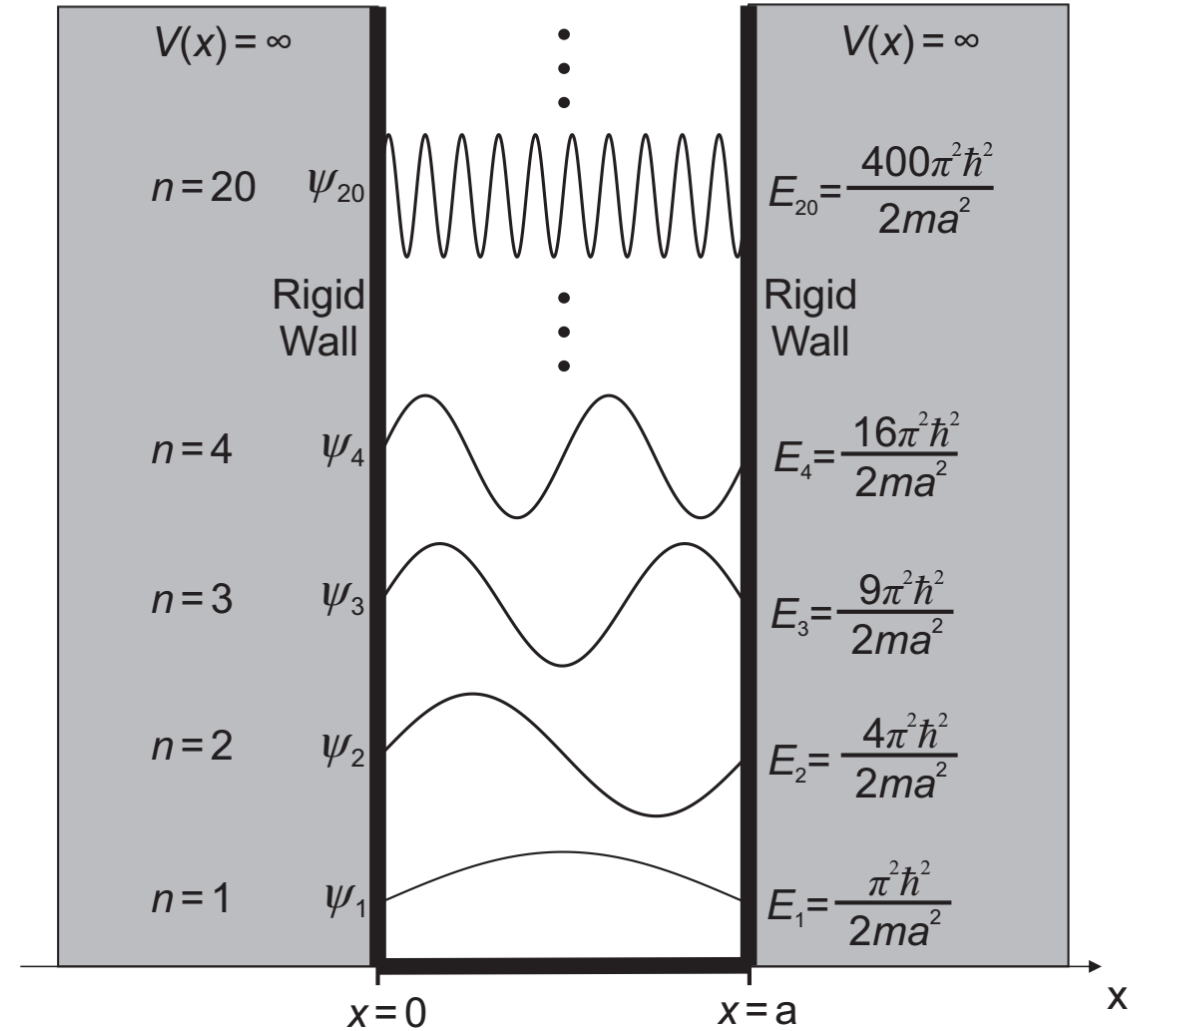 V(x) = ∞
V(x) = ∞
n = 20 ψ₂₀
E₂₀= 400π²ħ² / 2ma²
Rigid
Wall
Rigid
Wall
n = 4 ψ₄
E₄= 16π²ħ² / 2ma²
n = 3 ψ₃
E₃= 9π²ħ² / 2ma²
n = 2 ψ₂
E₂= 4π²ħ² / 2ma²
n = 1 ψ₁
E₁= π²ħ² / 2ma²
x = 0
x = a
x